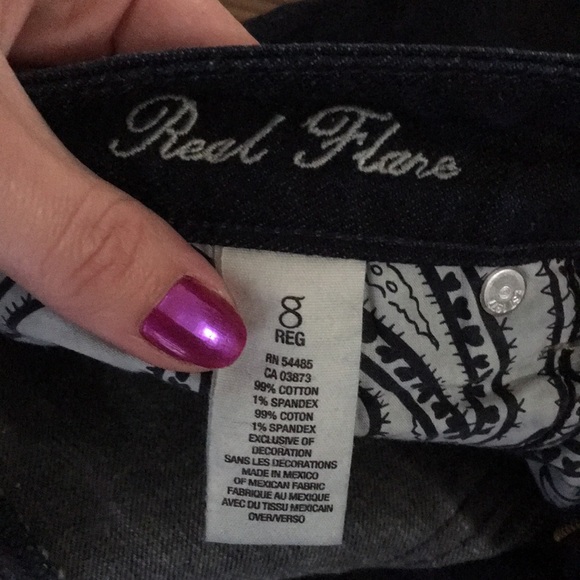 Real Flare
8
REG
RN 54485
CA 03873
99% COTTON
1% SPANDEX
99% COTON
1% SPANDEX
EXCLUSIVE OF
DECORATION
SANS LES DECORATIONS
MADE IN MEXICO
OF MEXICAN FABRIC
FABRIQUE AU MEXIQUE
AVEC DU TISSU MEXICAIN
OVER/VERSO